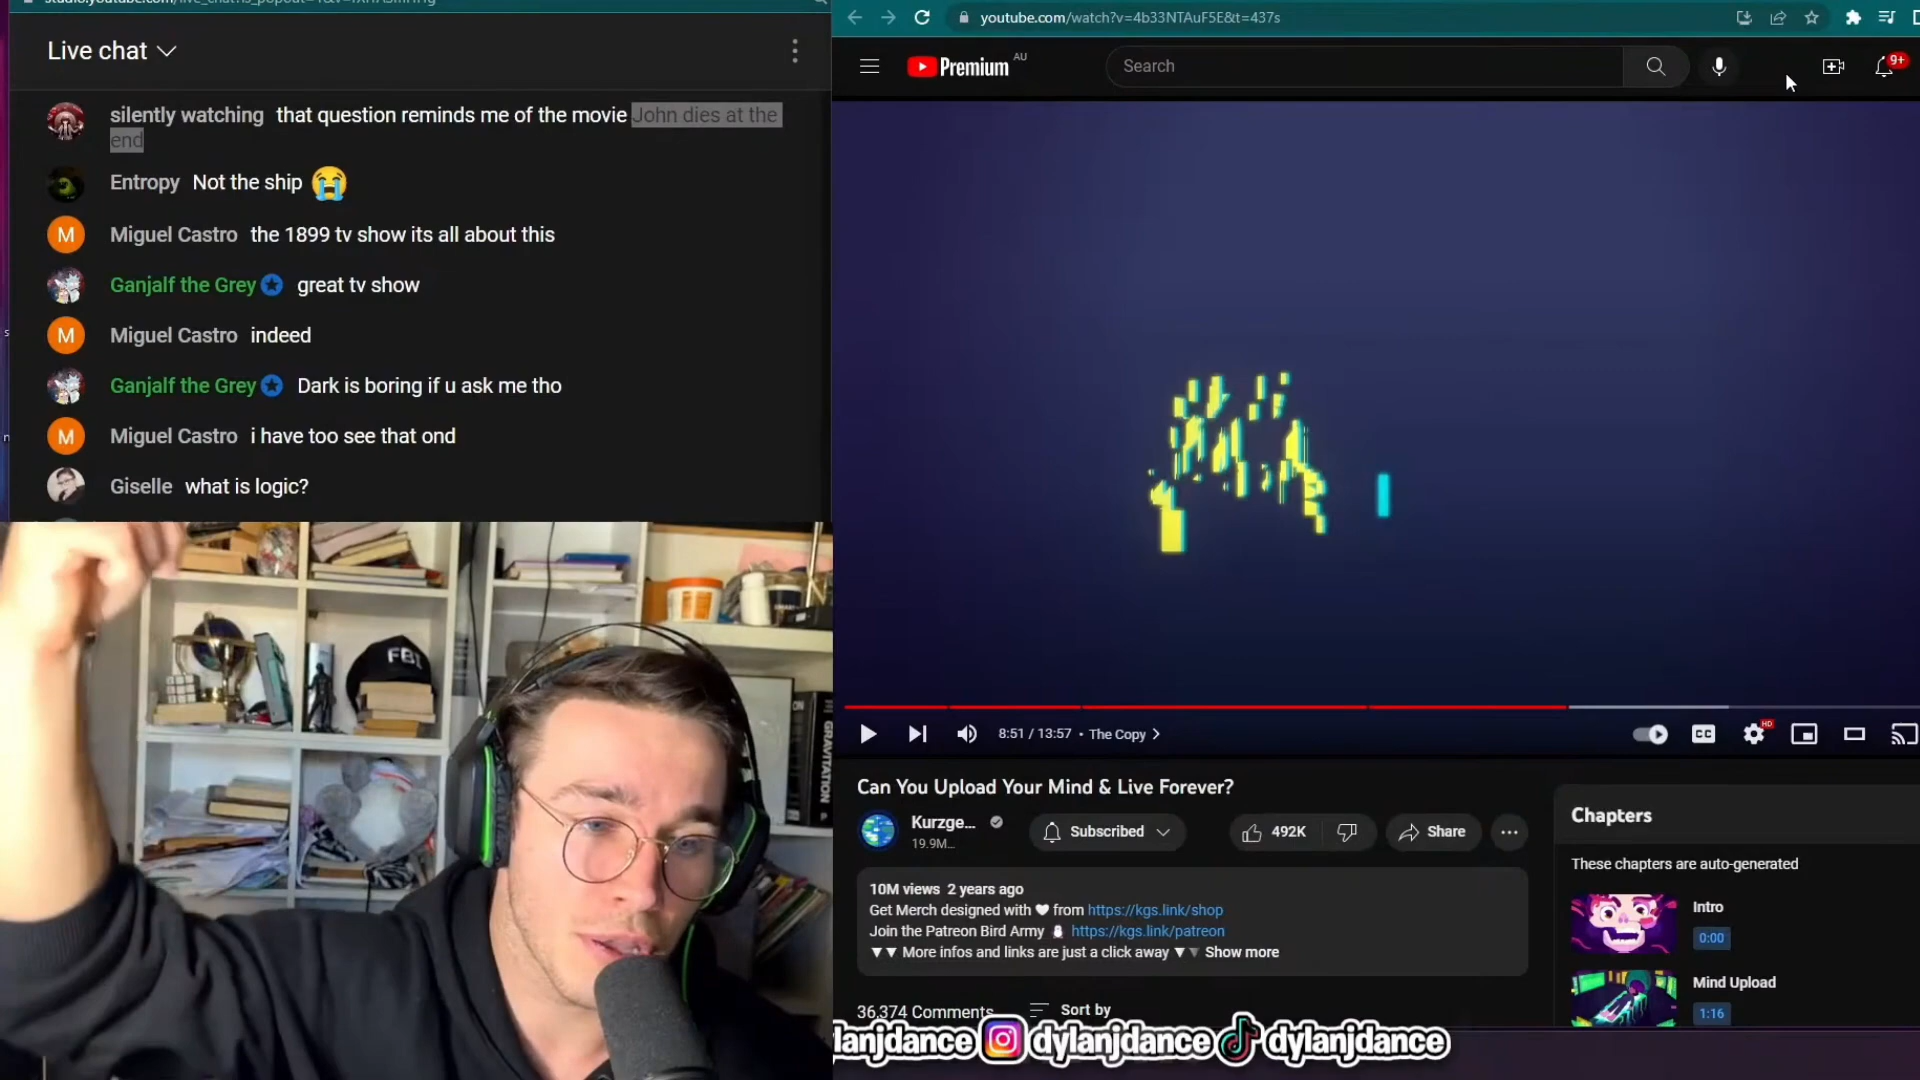 Live chat
silently watching that question reminds me of the movie John dies at the
end
Entropy Not the ship 😭
Miguel Castro the 1899 tv show its all about this
Ganjalf the Grey great tv show
M Miguel Castro indeed
Ganjalf the Grey Dark is boring if u ask me tho
M Miguel Castro i have too see that ond
Giselle what is logic?
FBI
GRAVITATION
youtube.com/watch?v=4b33NTAuF5E&t=437s
Premium AU
Search
9+
8:51 / 13:57 • The Copy
CC
HD
Can You Upload Your Mind & Live Forever?
Kurzge...
19.9M...
Subscribed
492K
Share
10M views 2 years ago
Get Merch designed with ♥ from https://kgs.link/shop
Join the Patreon Bird Army https://kgs.link/patreon
▼▼ More infos and links are just a click away ▼▼ Show more
36,374 Comments
Sort by
Chapters
These chapters are auto-generated
Intro
0:00
Mind Upload
1:16
lanjdance dylanjdance dylanjdance